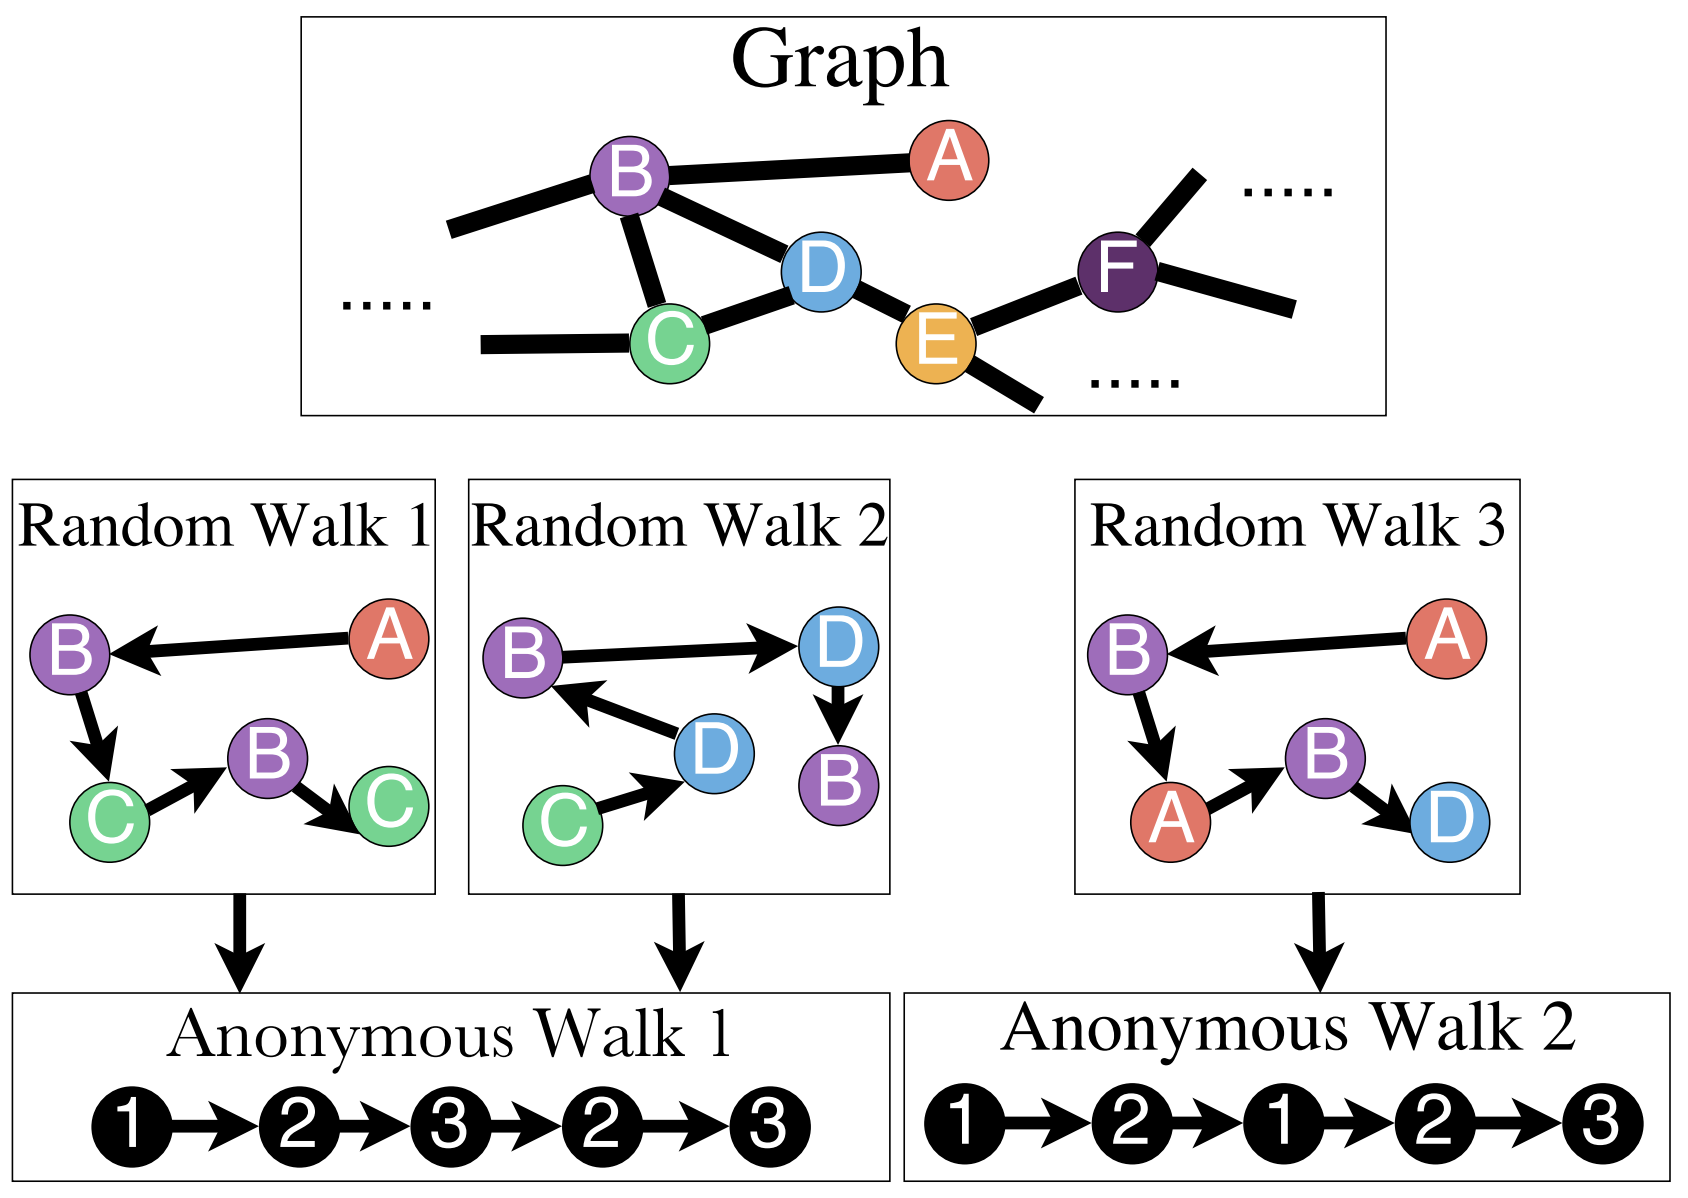 Graph
B A
D F
C E
.....
.....
.....
Random Walk 1
B A
B
C C
Random Walk 2
B D
D
B
C
Random Walk 3
B A
B
A D
Anonymous Walk 1
1 2 3 2 3
Anonymous Walk 2
1 2 1 2 3